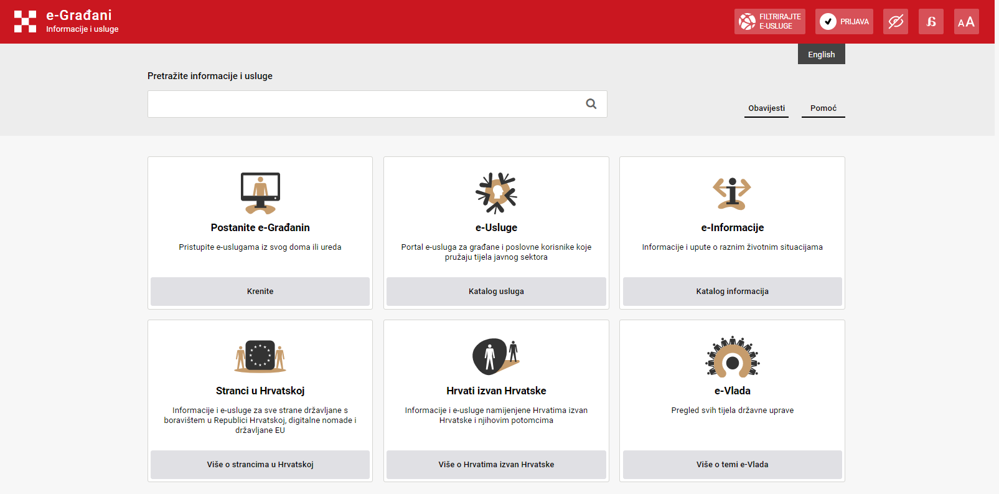 e-Građani
Informacije i usluge
FILTRIRAJTE
E-USLUGE
PRIJAVA
AA
English
Pretražite informacije i usluge
Obavijesti
Pomoć
Postanite e-Građanin
Pristupite e-uslugama iz svog doma ili ureda
Krenite
e-Usluge
Portal e-usluga za građane i poslovne korisnike koje
pružaju tijela javnog sektora
Katalog usluga
e-Informacije
Informacije i upute o raznim životnim situacijama
Katalog informacija
Stranci u Hrvatskoj
Informacije i e-usluge za sve strane državljane s
boravištem u Republici Hrvatskoj, digitalne nomade i
državljane EU
Više o strancima u Hrvatskoj
Hrvati izvan Hrvatske
Informacije i e-usluge namijenjene Hrvatima izvan
Hrvatske i njihovim potomcima
Više o Hrvatima izvan Hrvatske
e-Vlada
Pregled svih tijela državne uprave
Više o temi e-Vlada